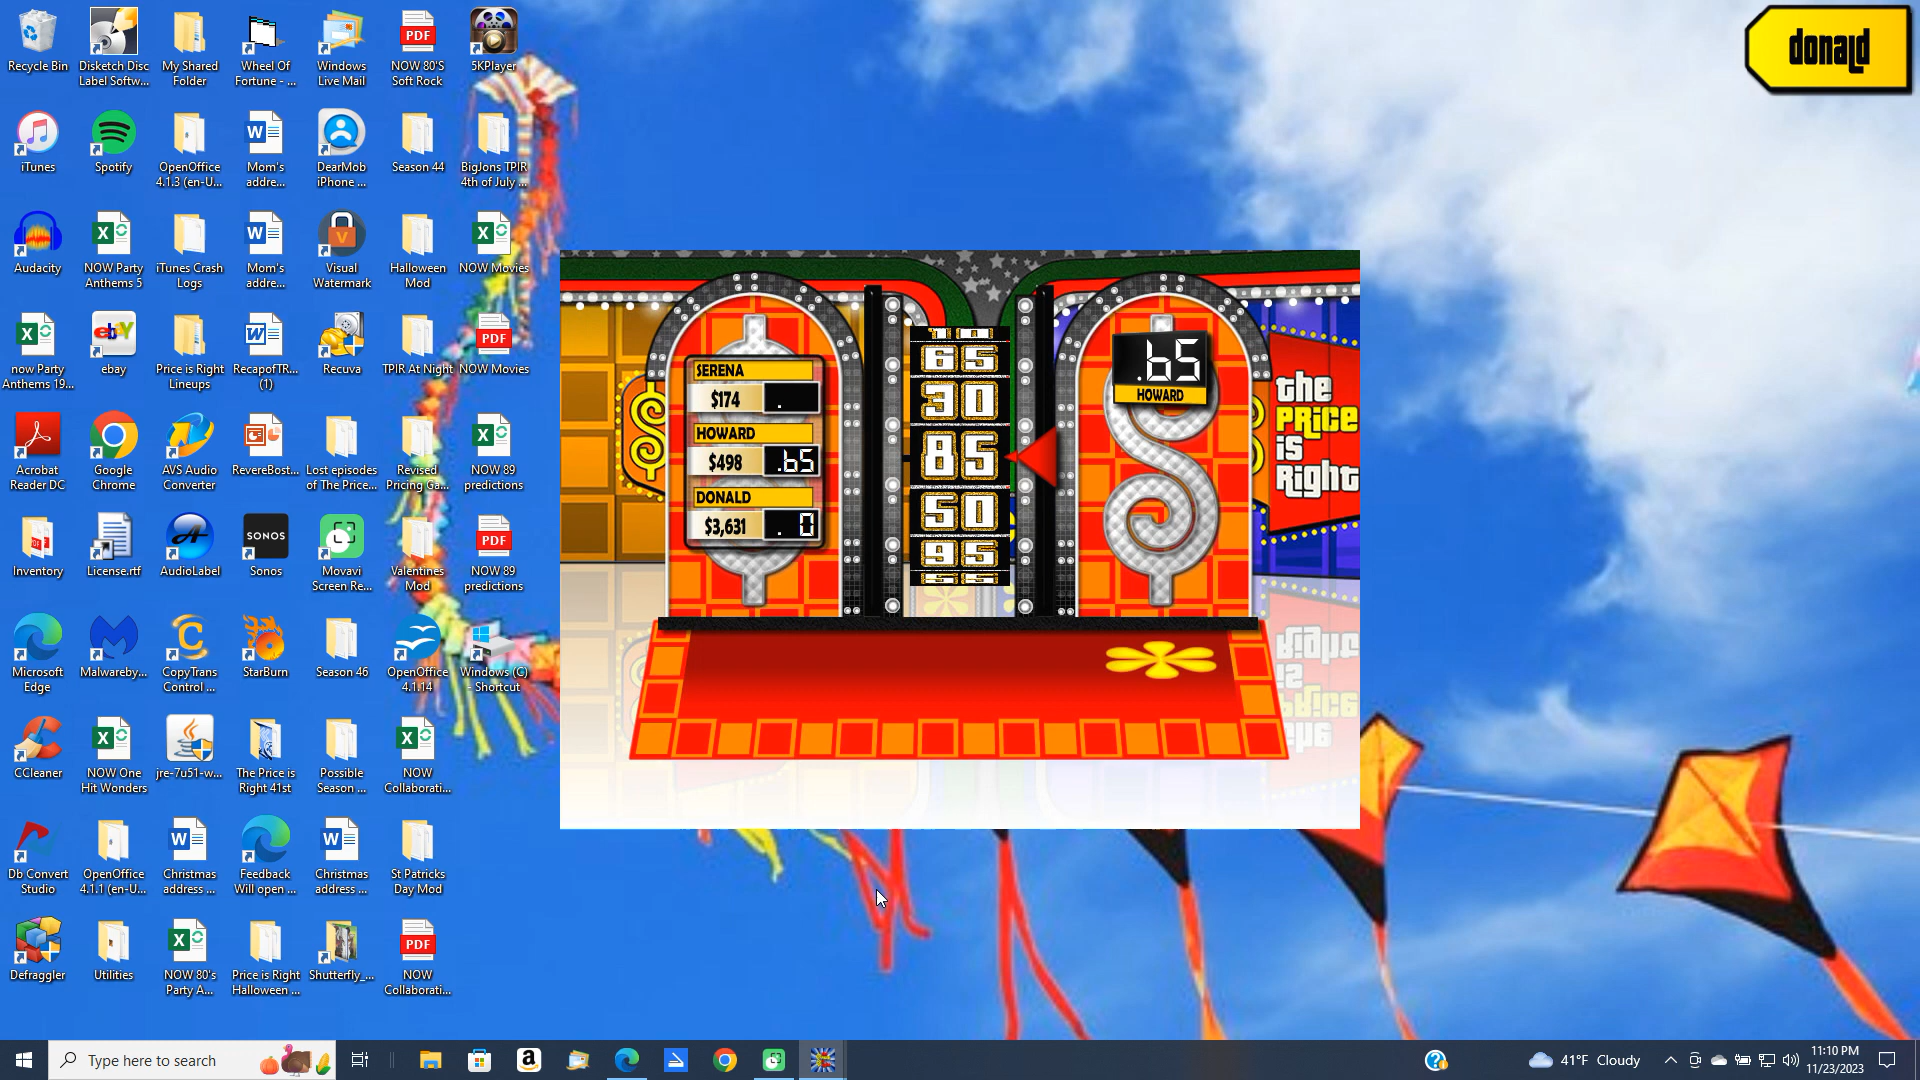 Recycle Bin
Disketch Disc
Label Softw...
My Shared
Folder
Wheel Of
Fortune - ...
Windows
Live Mail
PDF
NOW 80'S
Soft Rock
5KPlayer
donald
iTunes
Spotify
OpenOffice
4.1.3 (en-U...
Mom's
addre...
DearMob
iPhone ...
Season 44
BigJons TPIR
4th of July ...
Audacity
NOW Party
Anthems 5
iTunes Crash
Logs
Mom's
addre...
Visual
Watermark
Halloween
Mod
NOW Movies
now Party
Anthems 19...
ebay
Price is Right
Lineups
RecapofTR...
(1)
Recuva
TPIR At Night
PDF
NOW Movies
Acrobat
Reader DC
Google
Chrome
AVS Audio
Converter
RevereBost...
Lost episodes
of The Price...
Revised
Pricing Ga...
NOW 89
predictions
Inventory
License.rtf
AudioLabel
SONOS
Sonos
Movavi
Screen Re...
Valentines
Mod
PDF
NOW 89
predictions
Microsoft
Edge
Malwareby...
CopyTrans
Control ...
StarBurn
Season 46
OpenOffice
4.1.14
Windows (C)
- Shortcut
CCleaner
NOW One
Hit Wonders
jre-7u51-w...
The Price is
Right 41st
Possible
Season ...
NOW
Collaborati...
Db Convert
Studio
OpenOffice
4.1.1 (en-U...
Christmas
address ...
Feedback
Will open ...
Christmas
address ...
St Patricks
Day Mod
Defraggler
Utilities
NOW 80's
Party A...
Price is Right
Halloween ...
Shutterfly_...
PDF
NOW
Collaborati...
SERENA
$174 .
HOWARD
$498 .65
DONALD
$3,631 . 0
65
30
85
50
95
.65
HOWARD
the
PRICE
is
Right
Type here to search
41°F Cloudy
11:10 PM
11/23/2023